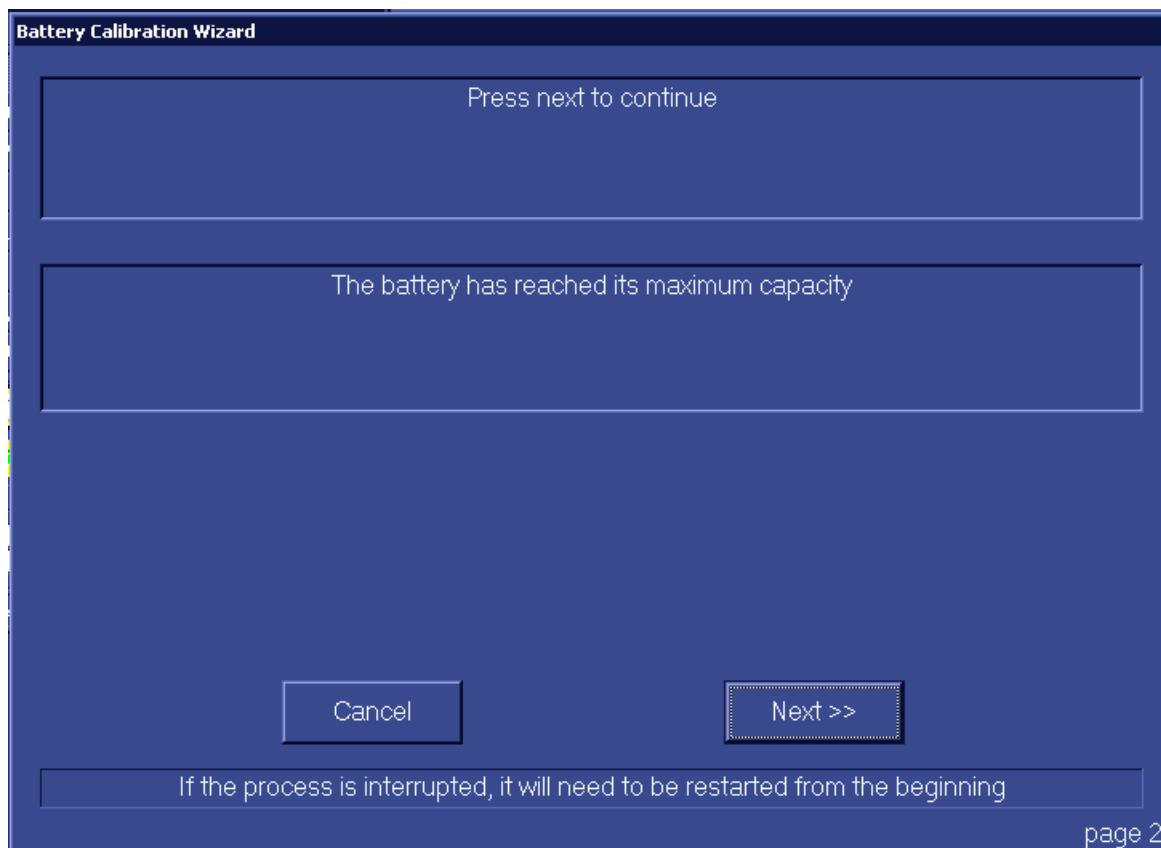 Battery Calibration Wizard
Press next to continue
The battery has reached its maximum capacity
Cancel
Next >>
If the process is interrupted, it will need to be restarted from the beginning
page 2